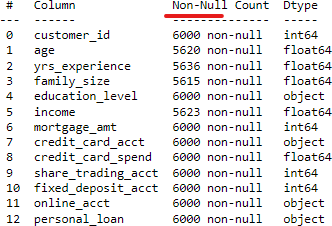 #   Column              Non-Null Count  Dtype
--- ------              --------------  -----
0   customer_id         6000 non-null   int64
1   age                 5620 non-null   float64
2   yrs_experience      5636 non-null   float64
3   family_size         5615 non-null   float64
4   education_level     6000 non-null   object
5   income              5623 non-null   float64
6   mortgage_amt        6000 non-null   int64
7   credit_card_acct    6000 non-null   object
8   credit_card_spend   6000 non-null   float64
9   share_trading_acct  6000 non-null   int64
10  fixed_deposit_acct  6000 non-null   int64
11  online_acct         6000 non-null   object
12  personal_loan       6000 non-null   object